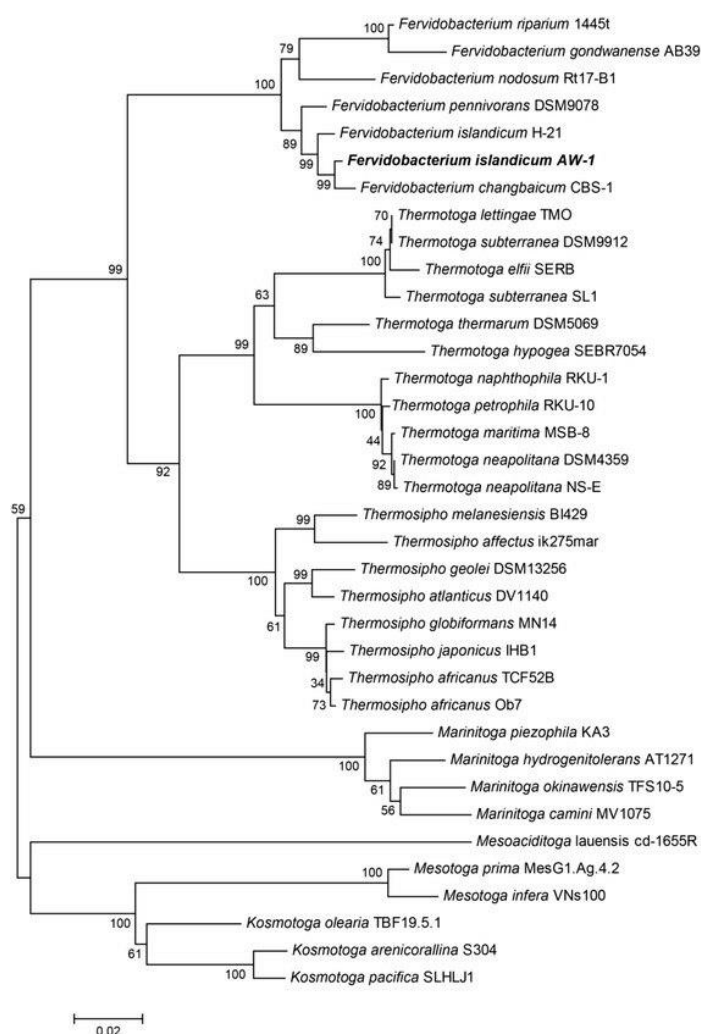 100
Fervidobacterium riparium 1445t
79
Fervidobacterium gondwanense AB39
100
Fervidobacterium nodosum Rt17-B1
Fervidobacterium pennivorans DSM9078
89
Fervidobacterium islandicum H-21
99
Fervidobacterium islandicum AW-1
99
Fervidobacterium changbaicum CBS-1
70
Thermotoga lettingae TMO
74
Thermotoga subterranea DSM9912
100
Thermotoga elfii SERB
99
63
Thermotoga subterranea SL1
Thermotoga thermarum DSM5069
99
89
Thermotoga hypogea SEBR7054
Thermotoga naphthophila RKU-1
100
Thermotoga petrophila RKU-10
44
Thermotoga maritima MSB-8
92
92
Thermotoga neapolitana DSM4359
89
Thermotoga neapolitana NS-E
59
99
Thermosipho melanesiensis BI429
Thermosipho affectus ik275mar
100
99
Thermosipho geolei DSM13256
Thermosipho atlanticus DV1140
61
Thermosipho globiformans MN14
99
Thermosipho japonicus IHB1
34
Thermosipho africanus TCF52B
73
Thermosipho africanus Ob7
Marinitoga piezophila KA3
100
Marinitoga hydrogenitolerans AT1271
61
Marinitoga okinawensis TFS10-5
56
Marinitoga camini MV1075
Mesoaciditoga lauensis cd-1655R
100
Mesotoga prima MesG1.Ag.4.2
Mesotoga infera VNs100
100
Kosmotoga olearia TBF19.5.1
61
Kosmotoga arenicorallina S304
100
Kosmotoga pacifica SLHLJ1
0.02